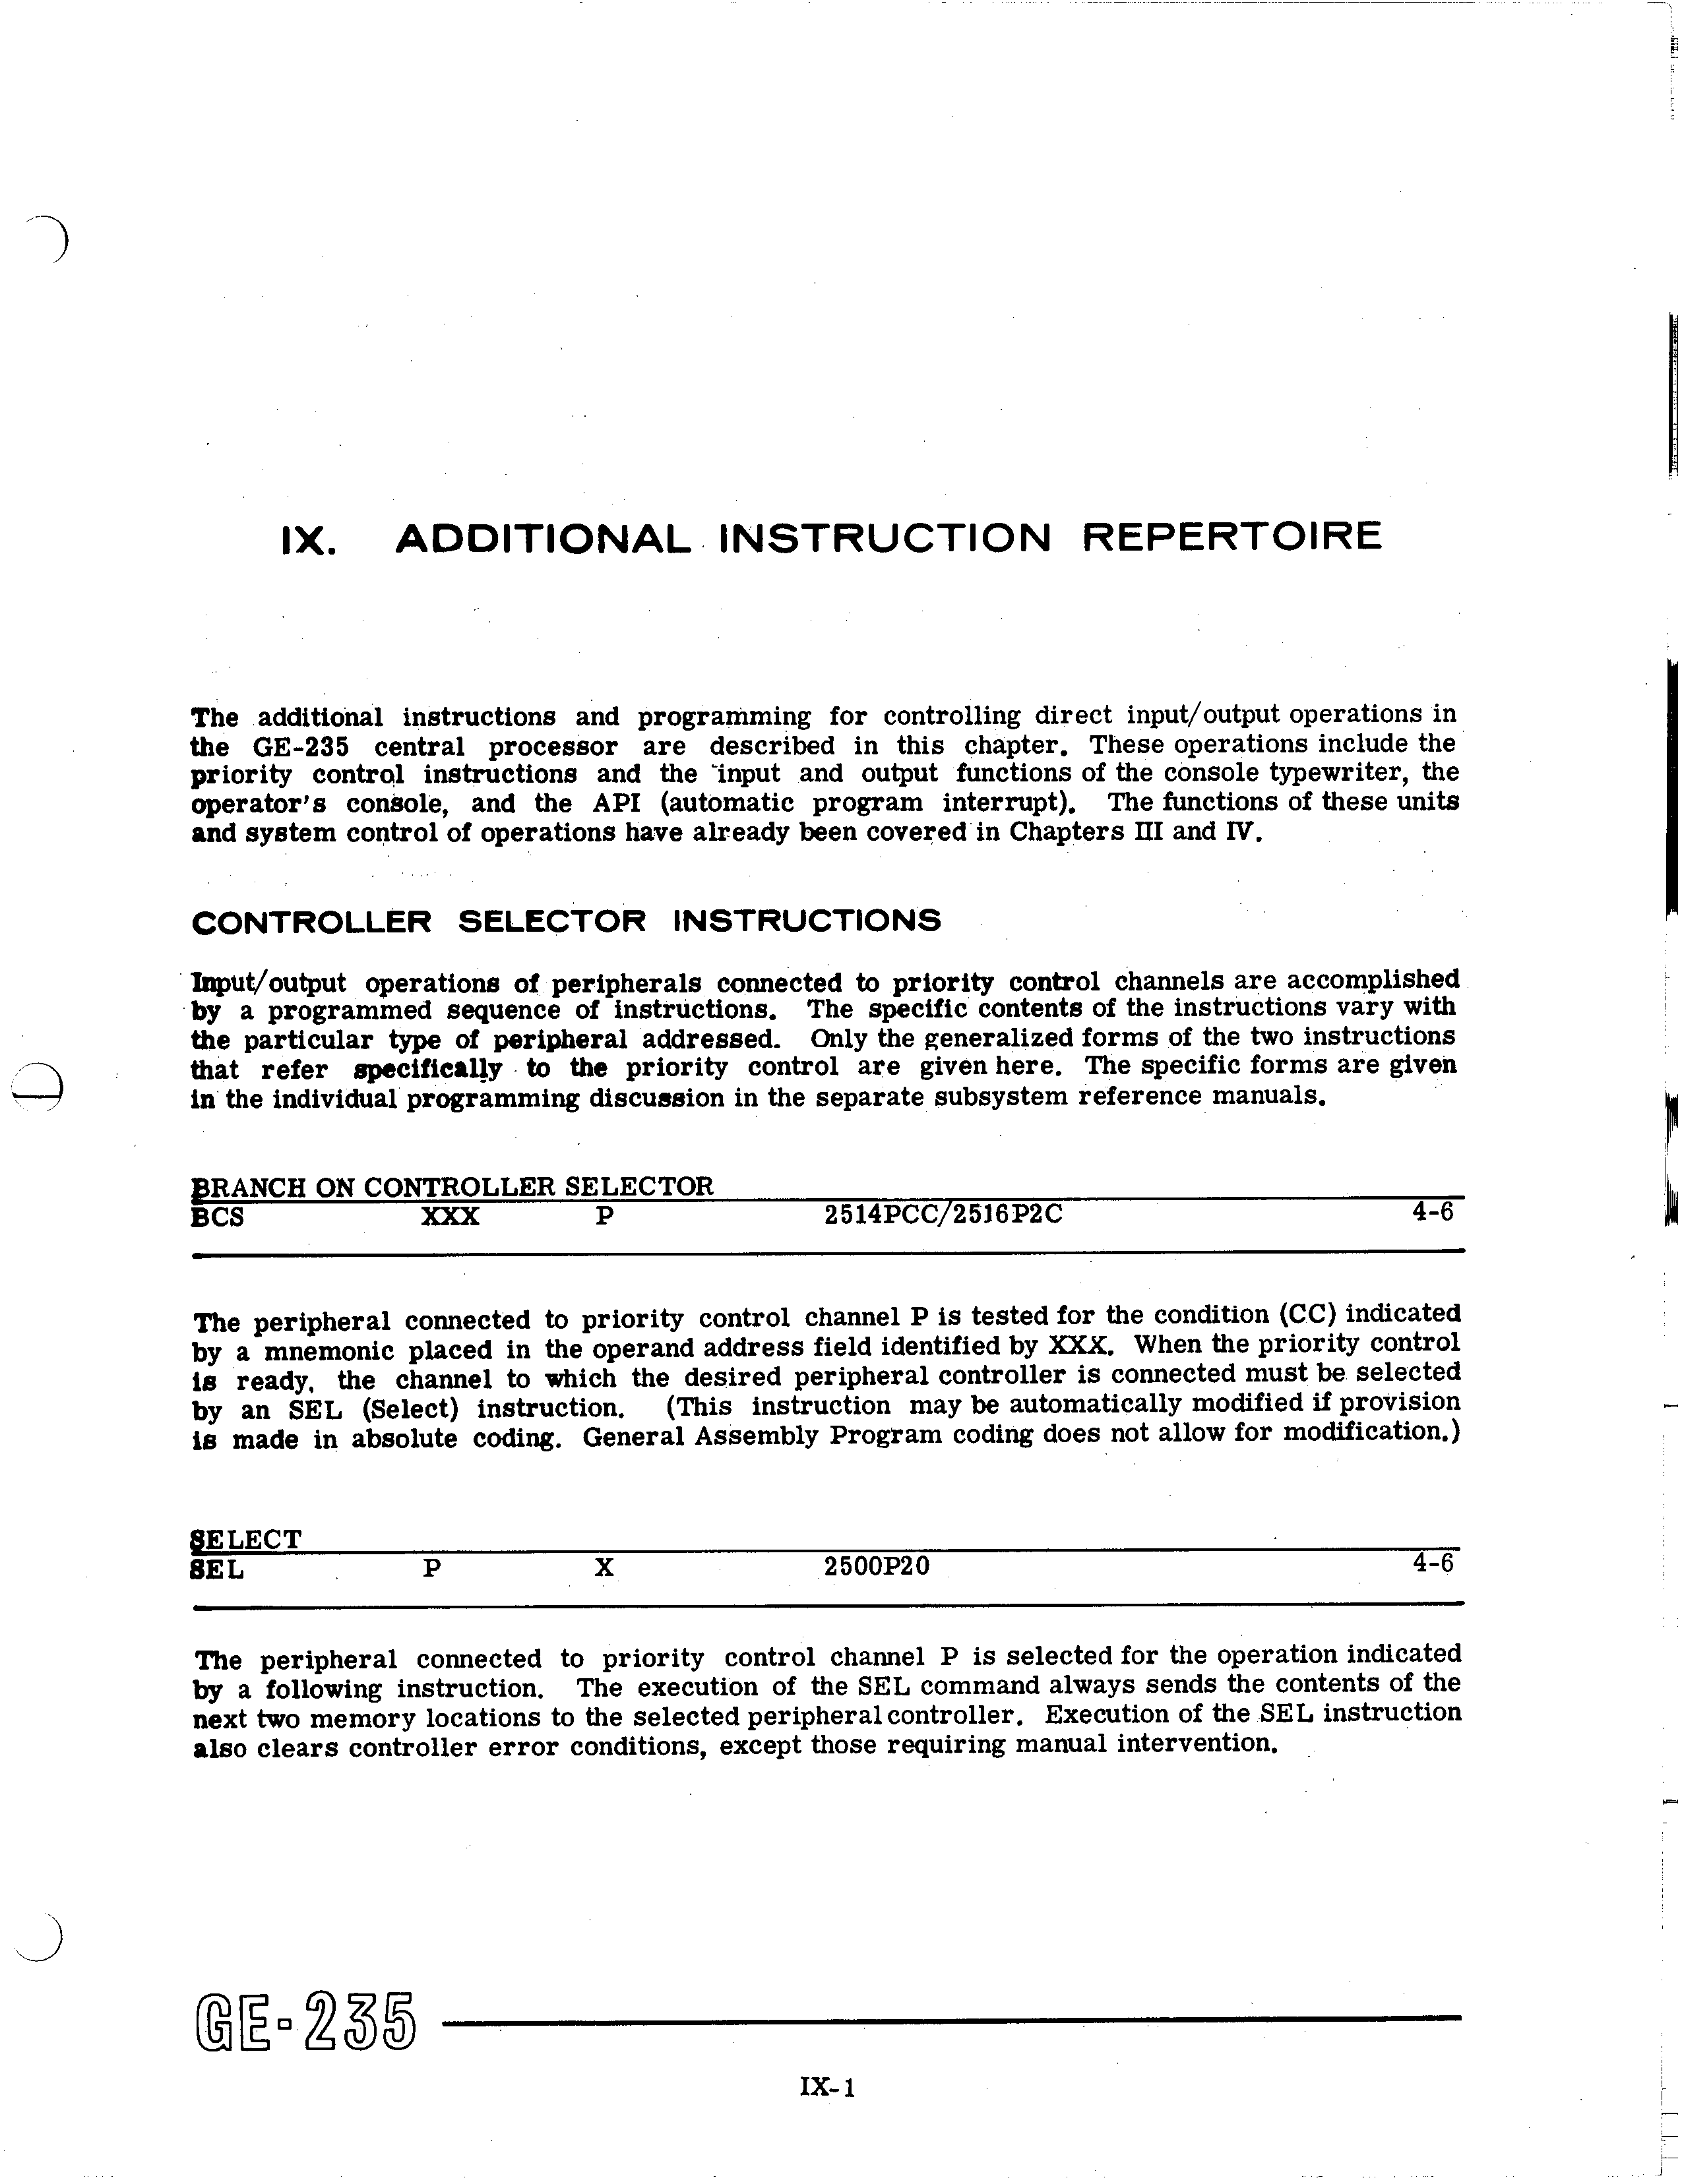 IX. ADDITIONAL INSTRUCTION REPERTOIRE
The additional instructions and programming for controlling direct input/output operations in
the GE-235 central processor are described in this chapter. These operations include the
priority control instructions and the input and output functions of the console typewriter, the
operator's console, and the API (automatic program interrupt). The functions of these units
and system control of operations have already been covered in Chapters III and IV.
CONTROLLER SELECTOR INSTRUCTIONS
Input/output operations of peripherals connected to priority control channels are accomplished
by a programmed sequence of instructions. The specific contents of the instructions vary with
the particular type of peripheral addressed. Only the generalized forms of the two instructions
that refer specifically to the priority control are given here. The specific forms are given
in the individual programming discussion in the separate subsystem reference manuals.
BRANCH ON CONTROLLER SELECTOR
BCS XXX P 2514PCC/2516P2C 4-6
The peripheral connected to priority control channel P is tested for the condition (CC) indicated
by a mnemonic placed in the operand address field identified by XXX. When the priority control
is ready, the channel to which the desired peripheral controller is connected must be selected
by an SEL (Select) instruction. (This instruction may be automatically modified if provision
is made in absolute coding. General Assembly Program coding does not allow for modification.)
SELECT
SEL P X 2500P20 4-6
The peripheral connected to priority control channel P is selected for the operation indicated
by a following instruction. The execution of the SEL command always sends the contents of the
next two memory locations to the selected peripheral controller. Execution of the SEL instruction
also clears controller error conditions, except those requiring manual intervention.
GE-235
IX-1